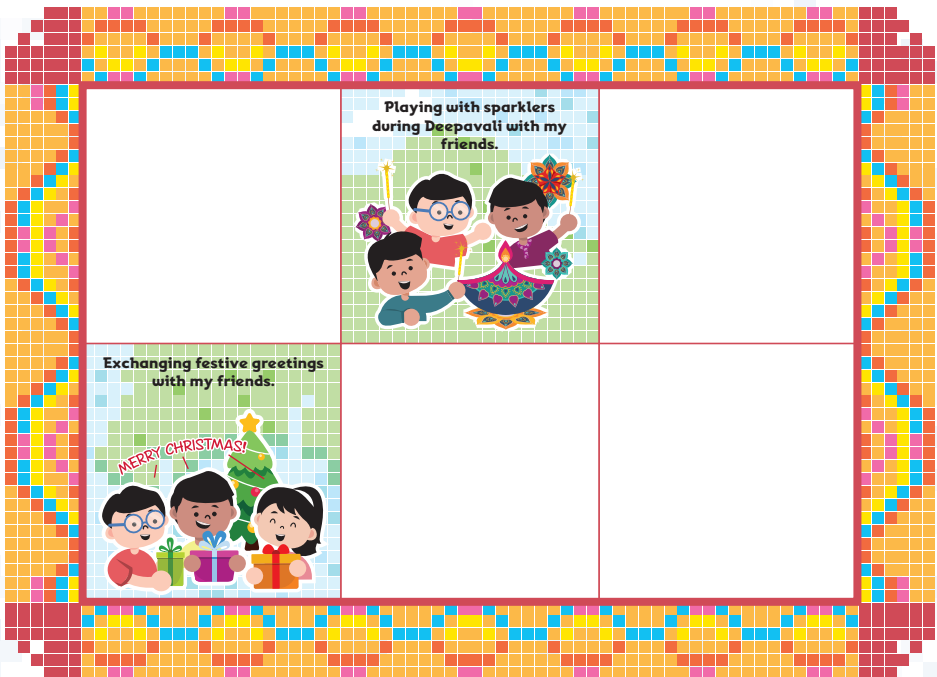 Playing with sparklers
during Deepavali with my
friends.
Exchanging festive greetings
with my friends.
MERRY CHRISTMAS!